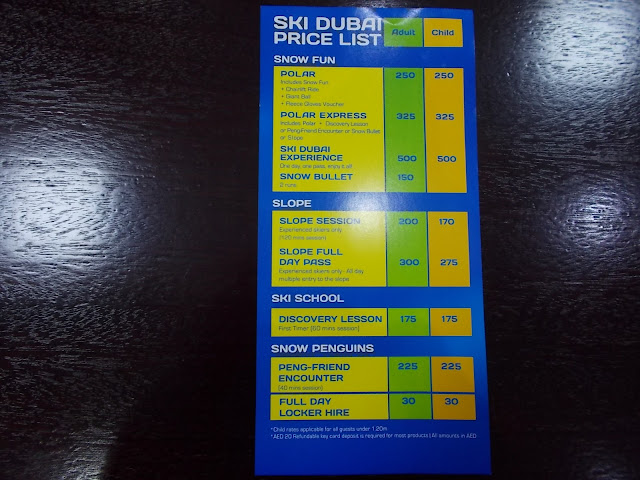 SKI DUBAI Adult Child
PRICE LIST
SNOW FUN
POLAR 250 250
Includes Snow Fun
+ Chairlift Ride
+ Giant Ball
+ Fleece Gloves Voucher
POLAR EXPRESS 325 325
Includes Polar + Discovery Lesson
or Peng-Friend Encounter or Snow Bullet
or Slope
SKI DUBAI
EXPERIENCE 500 500
One day, one pass, enjoy it all!
SNOW BULLET 150
2 runs
SLOPE
SLOPE SESSION 200 170
Experienced skiers only
(120 mins session)
SLOPE FULL
DAY PASS 300 275
Experienced skiers only - All day
multiple entry to the slope
SKI SCHOOL
DISCOVERY LESSON 175 175
First Timer (60 mins session)
SNOW PENGUINS
PENG-FRIEND 225 225
ENCOUNTER
(40 mins session)
FULL DAY 30 30
LOCKER HIRE
*Child rates applicable for all guests under 1.20m
*AED 20 Refundable key card deposit is required for most products | All amounts in AED